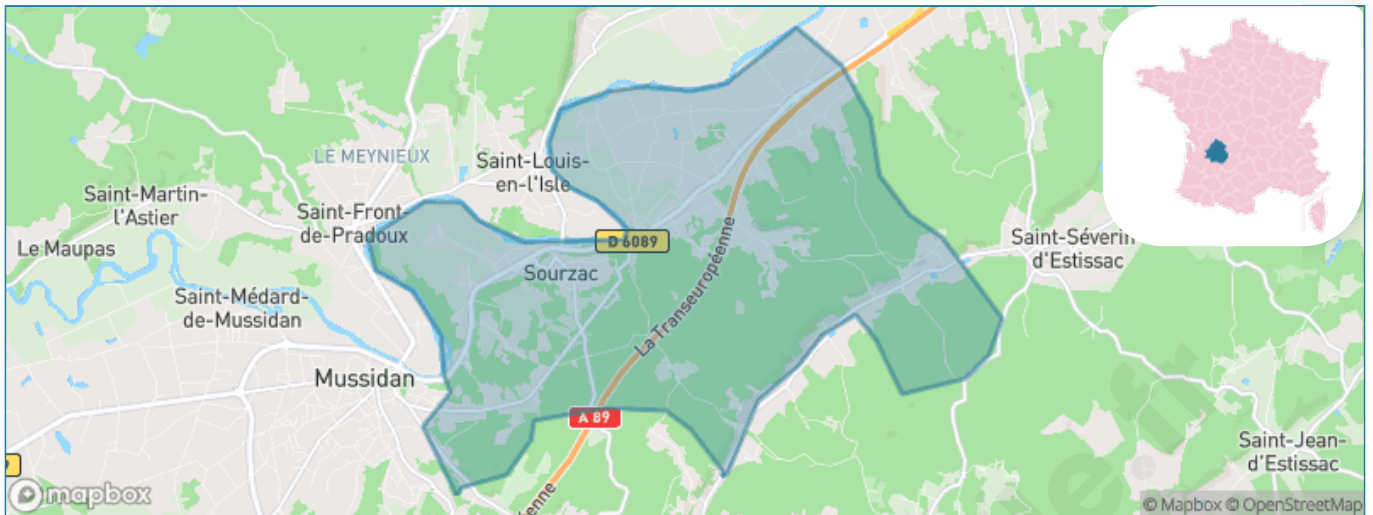 LE MEYNIEUX
Saint-Louis-
en-l'Isle
Saint-Martin-
l'Astier
Saint-Front-
de-Pradoux
Le Maupas
D 6089
Sourzac
Saint-Séverin
d'Estissac
Saint-Médard-
de-Mussidan
La Transeuropéenne
Mussidan
A 89
Saint-Jean-
d'Estissac
mapbox
© Mapbox © OpenStreetMap